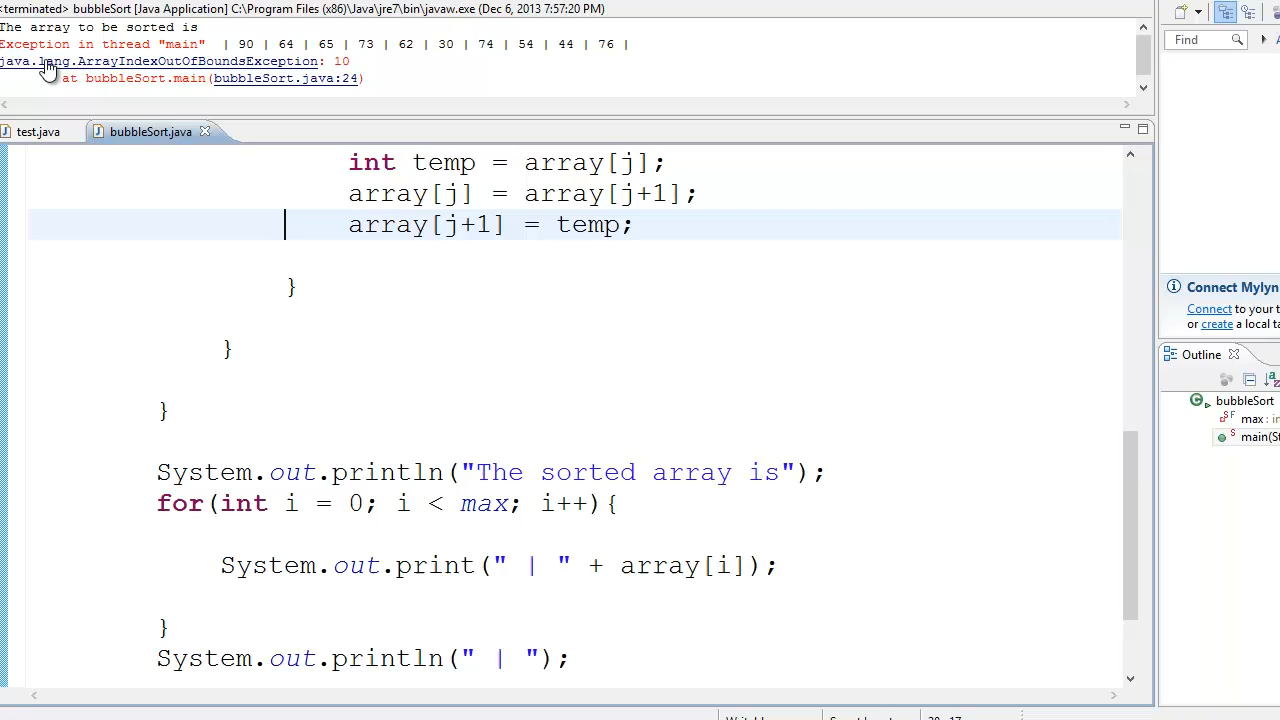 <terminated> bubbleSort [Java Application] C:\Program Files (x86)\Java\jre7\bin\javaw.exe (Dec 6, 2013 7:57:20 PM)
The array to be sorted is
Exception in thread "main"  | 90 | 64 | 65 | 73 | 62 | 30 | 74 | 54 | 44 | 76 |
java.lang.ArrayIndexOutOfBoundsException: 10
at bubbleSort.main(bubbleSort.java:24)
Find
test.java
bubbleSort.java
int temp = array[j];
array[j] = array[j+1];
array[j+1] = temp;
}
}
}
System.out.println("The sorted array is");
for(int i = 0; i < max; i++){
System.out.print(" | " + array[i]);
}
System.out.println(" | ");
Connect Mylyn
Connect to your t
or create a local ta
Outline
bubbleSort
S F max : in
S main(St